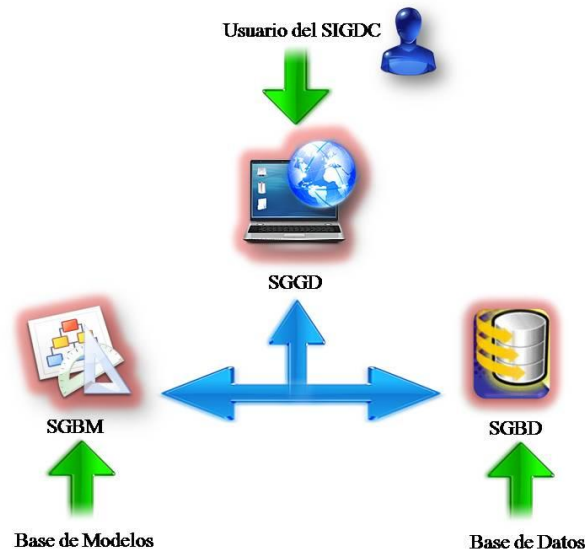 Usuario del SIGDC
SGGD
SGBM
SGBD
Base de Modelos
Base de Datos